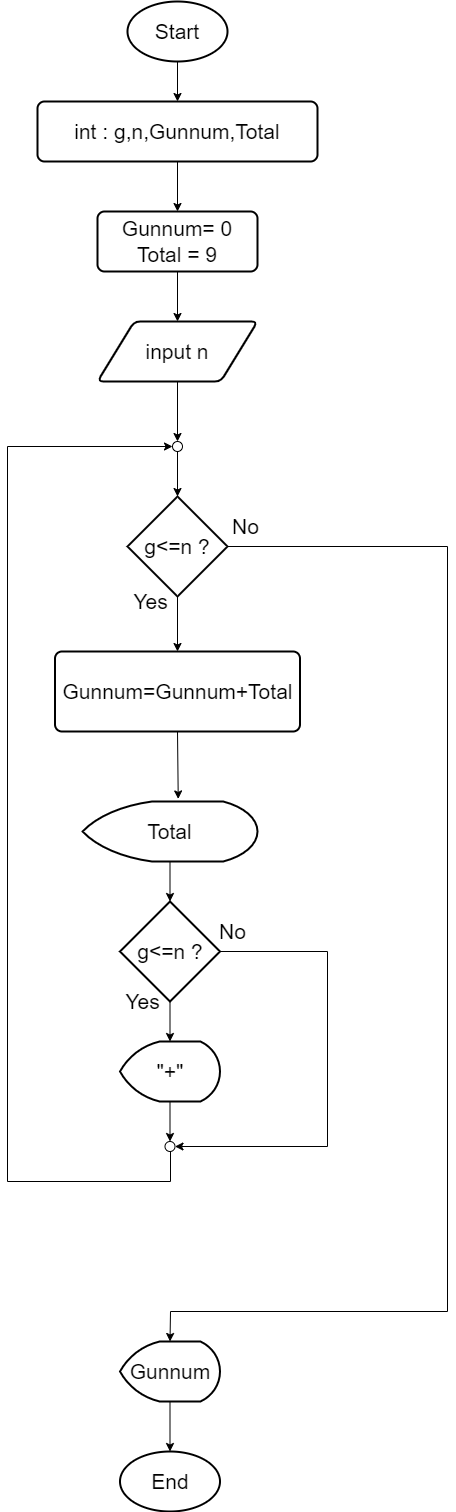 Start
int : g,n,Gunnum,Total
Gunnum= 0
Total = 9
input n
g<=n ?
No
Yes
Gunnum=Gunnum+Total
Total
g<=n ?
No
Yes
"+"
Gunnum
End